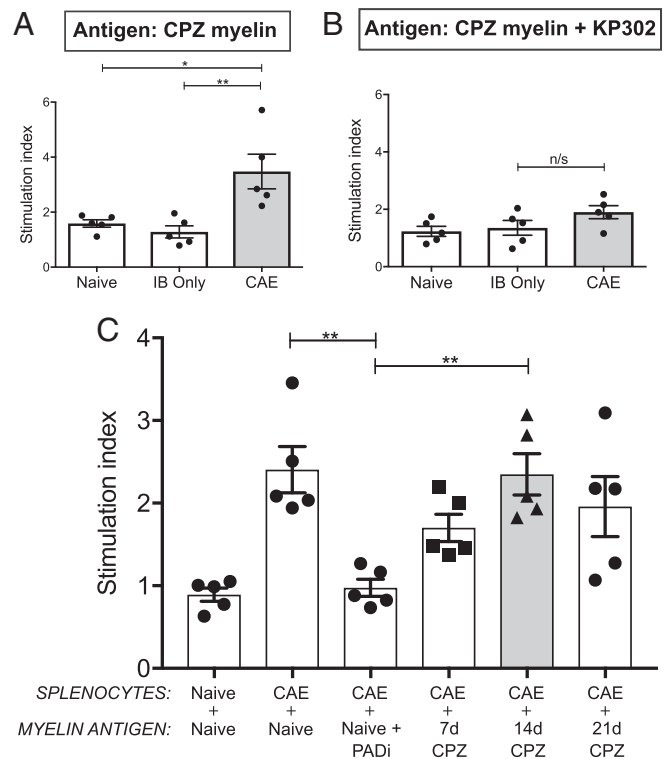 A
Antigen: CPZ myelin
*
**
Stimulation index
6
4
2
0
Naive
IB Only
CAE
B
Antigen: CPZ myelin + KP302
n/s
Stimulation index
6
4
2
0
Naive
IB Only
CAE
C
**
**
Stimulation index
4
3
2
1
0
SPLENOCYTES: Naive CAE CAE CAE CAE CAE
+ + + + + +
MYELIN ANTIGEN: Naive Naive Naive + 7d 14d 21d
PADi CPZ CPZ CPZ